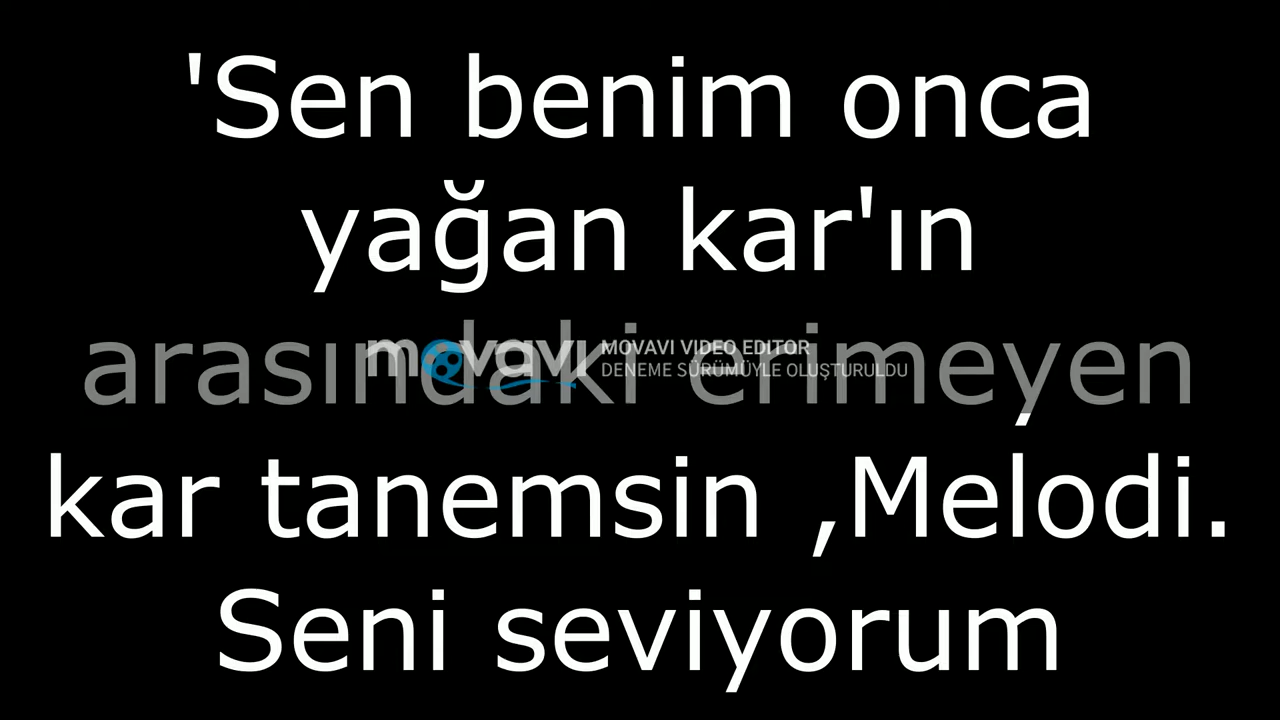 'Sen benim onca
yağan kar'ın
arasındaki erimeyen
movavi MOVAVI VIDEO EDITOR
DENEME SÜRÜMÜYLE OLUŞTURULDU
kar tanemsin ,Melodi.
Seni seviyorum